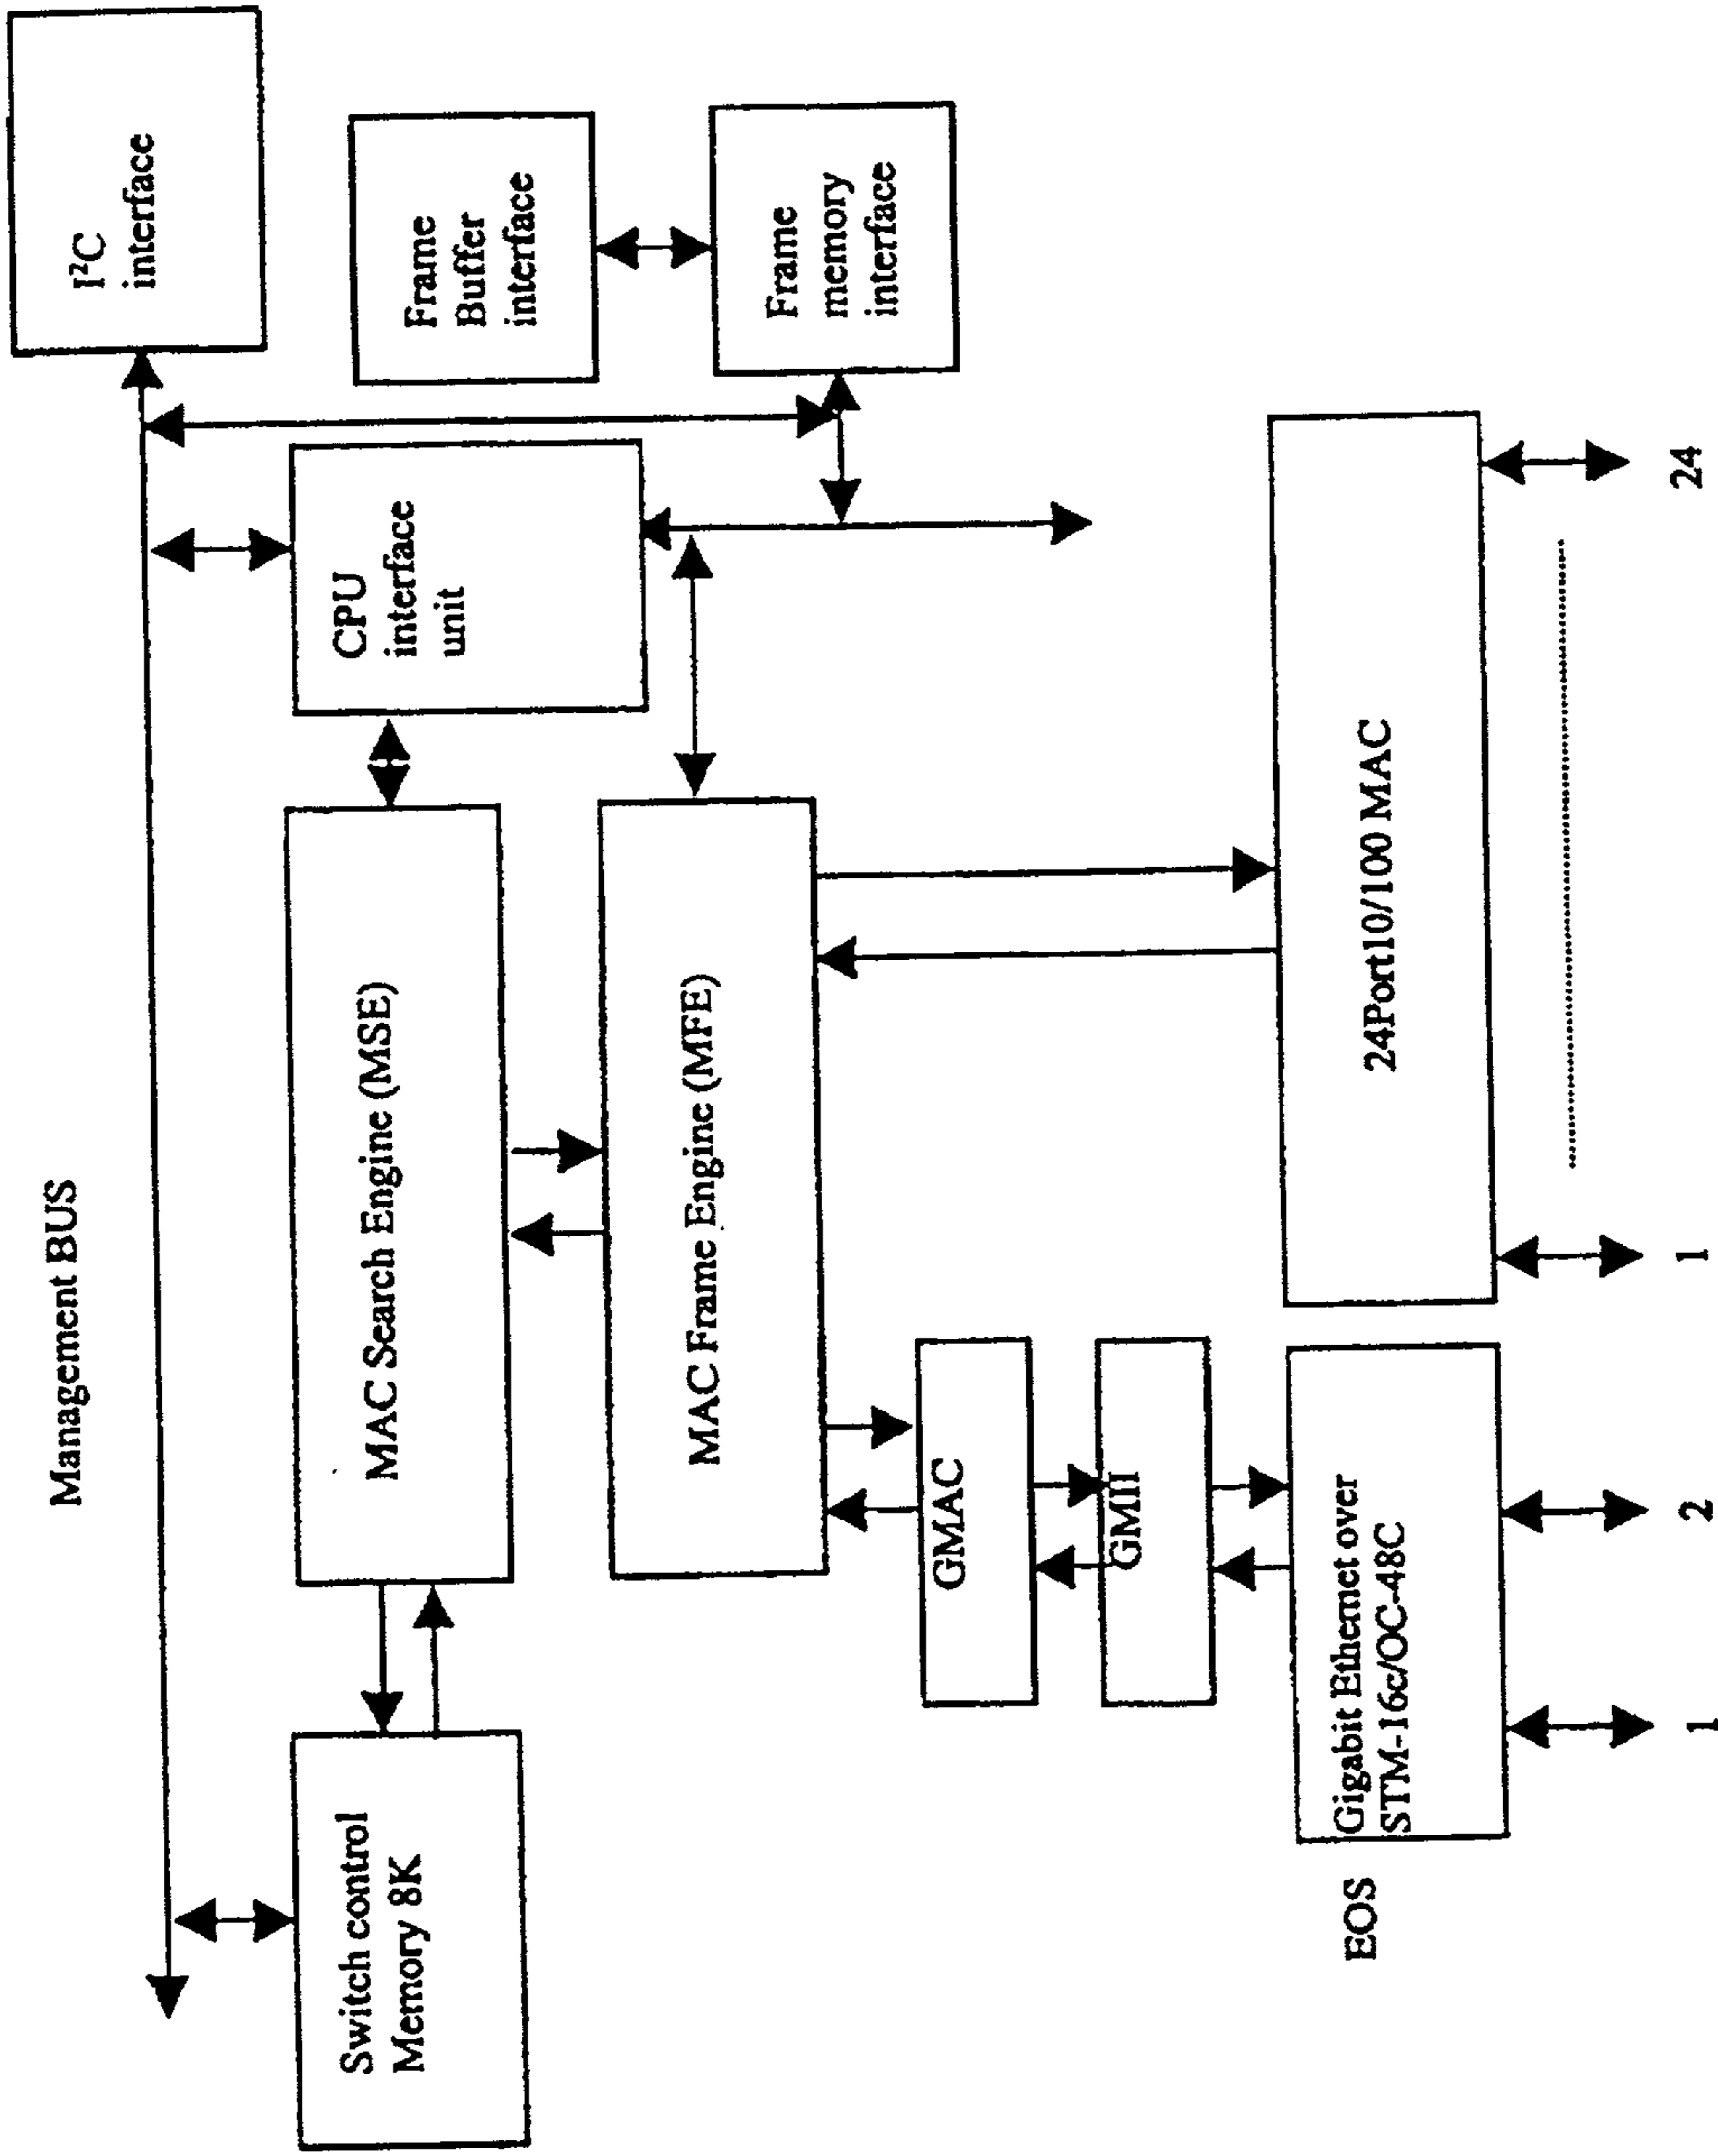 Management BUS
I²C
interface
Switch control
Memory 8K
MAC Search Engine (MSE)
CPU
interface
unit
Frame
Buffer
interface
MAC Frame Engine (MFE)
Frame
memory
interface
GMAC
GMII
EOS
Gigabit Ethernet over
STM-16c/OC-48C
24Port10/100 MAC
1
2
1
24